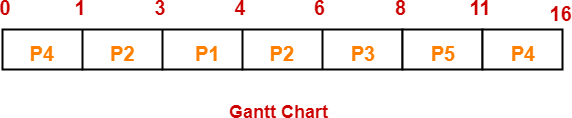 0 1 3 4 6 8 11 16
P4 P2 P1 P2 P3 P5 P4
Gantt Chart